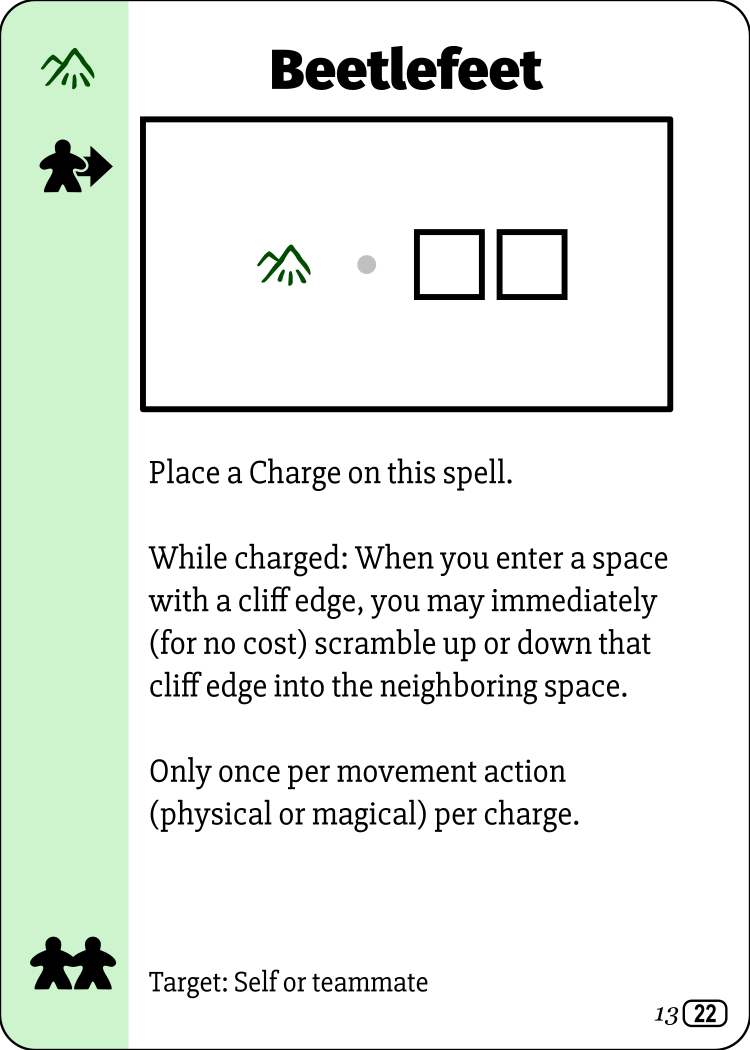 Beetlefeet
Place a Charge on this spell.
While charged: When you enter a space
with a cliff edge, you may immediately
(for no cost) scramble up or down that
cliff edge into the neighboring space.
Only once per movement action
(physical or magical) per charge.
Target: Self or teammate
13 22